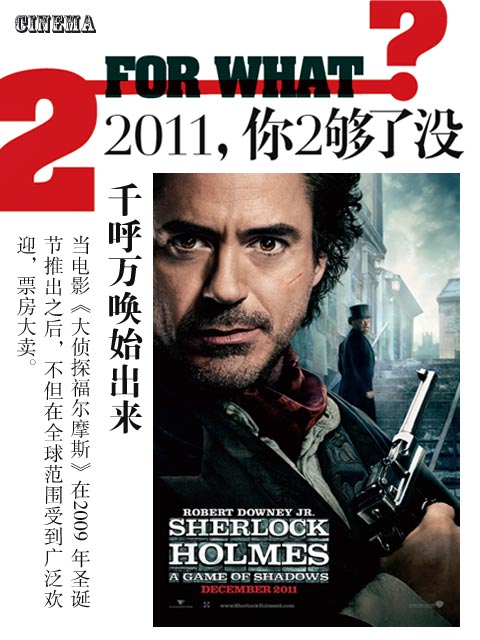 CINEMA
2 FOR WHAT ?
2011，你2够了没
千呼万唤始出来
当电影《大侦探福尔摩斯》在2009 年圣诞
节推出之后，不但在全球范围受到广泛欢
迎，票房大卖。
ROBERT DOWNEY JR.
SHERLOCK
HOLMES
A GAME OF SHADOWS
DECEMBER 2011
www.SherlockHolmes2.com